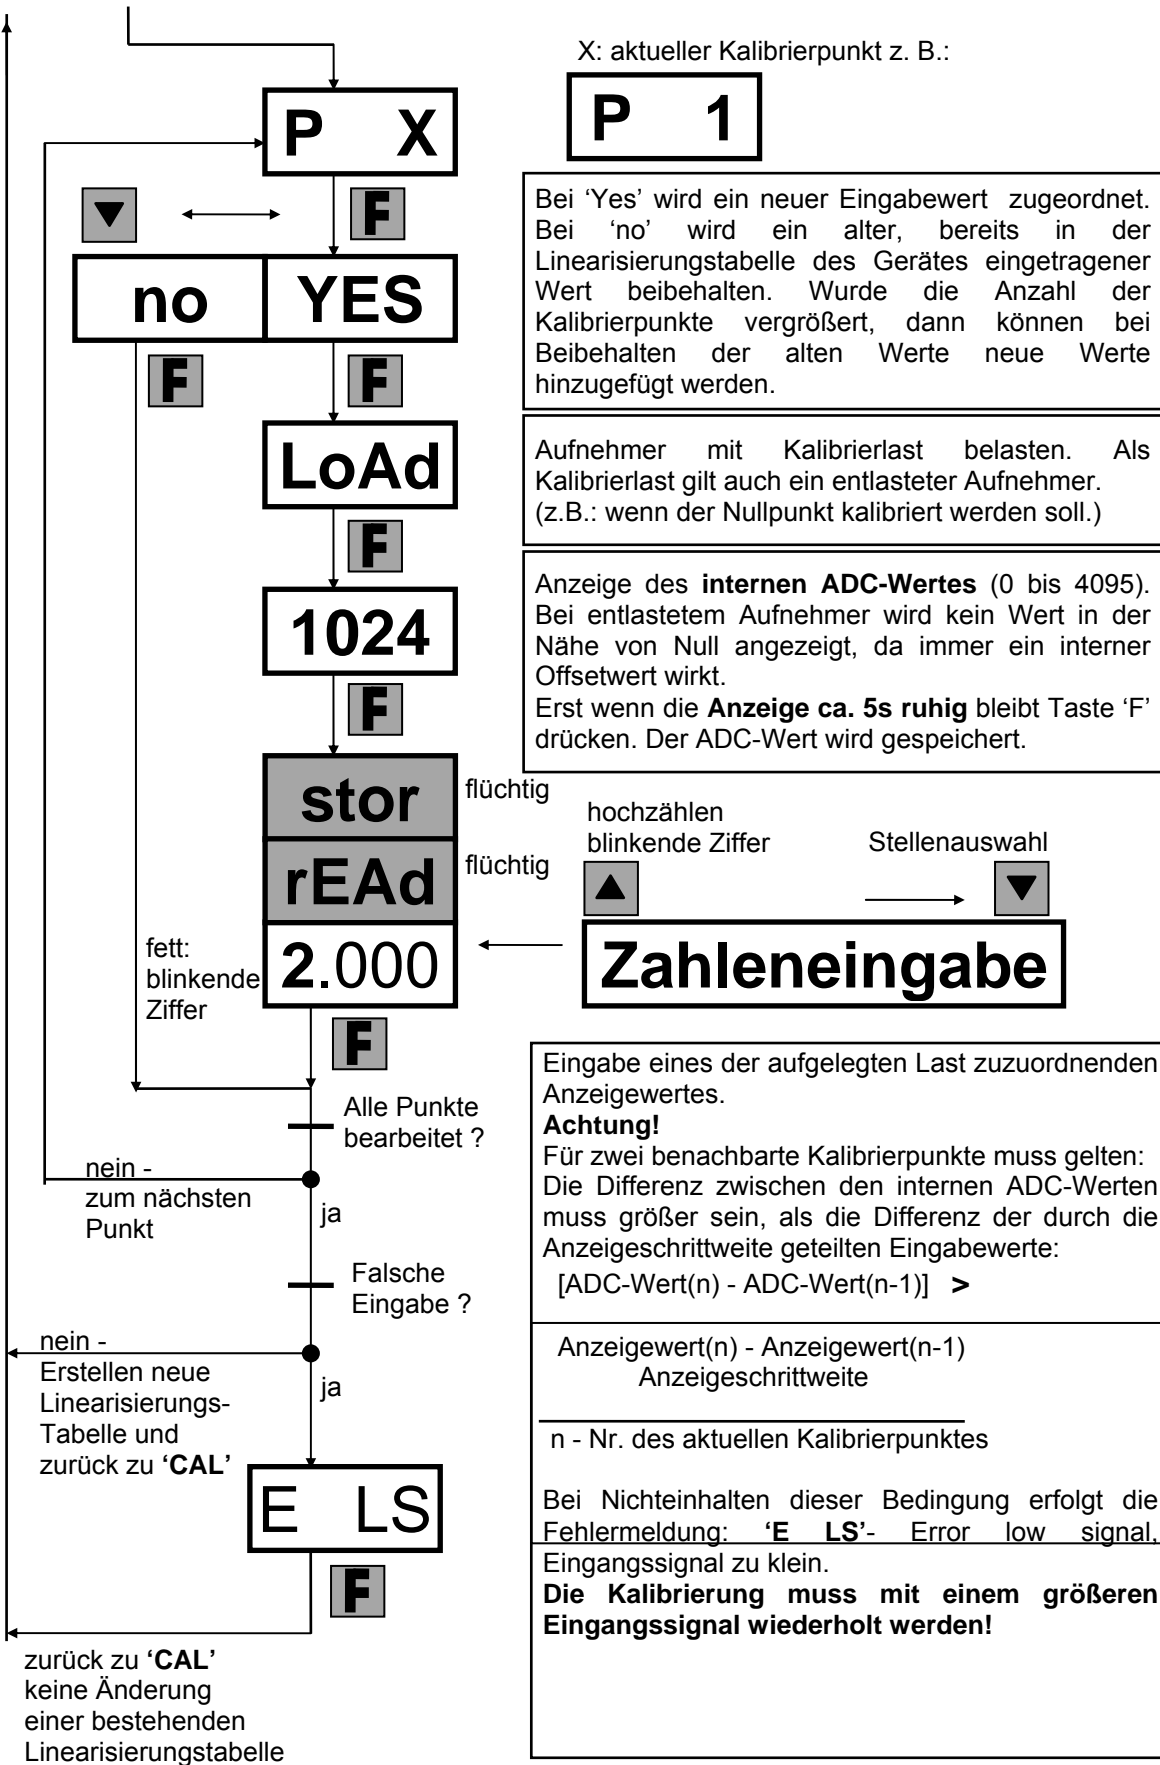 X: aktueller Kalibrierpunkt z. B.:
P X
P 1
F
no YES
Bei ‘Yes’ wird ein neuer Eingabewert zugeordnet.
Bei ‘no’ wird ein alter, bereits in der
Linearisierungstabelle des Gerätes eingetragener
Wert beibehalten. Wurde die Anzahl der
Kalibrierpunkte vergrößert, dann können bei
Beibehalten der alten Werte neue Werte
hinzugefügt werden.
F F
LoAd
Aufnehmer mit Kalibrierlast belasten. Als
Kalibrierlast gilt auch ein entlasteter Aufnehmer.
(z.B.: wenn der Nullpunkt kalibriert werden soll.)
F
1024
Anzeige des internen ADC-Wertes (0 bis 4095).
Bei entlastetem Aufnehmer wird kein Wert in der
Nähe von Null angezeigt, da immer ein interner
Offsetwert wirkt.
Erst wenn die Anzeige ca. 5s ruhig bleibt Taste ‘F’
drücken. Der ADC-Wert wird gespeichert.
F
stor flüchtig
rEAd flüchtig
hochzählen
blinkende Ziffer
Stellenauswahl
2.000
Zahleneingabe
fett:
blinkende
Ziffer
F
Eingabe eines der aufgelegten Last zuzuordnenden
Anzeigewertes.
Achtung!
Für zwei benachbarte Kalibrierpunkte muss gelten:
Die Differenz zwischen den internen ADC-Werten
muss größer sein, als die Differenz der durch die
Anzeigeschrittweite geteilten Eingabewerte:
[ADC-Wert(n) - ADC-Wert(n-1)] >
Anzeigewert(n) - Anzeigewert(n-1)
Anzeigeschrittweite
n - Nr. des aktuellen Kalibrierpunktes
Bei Nichteinhalten dieser Bedingung erfolgt die
Fehlermeldung: ‘E LS’- Error low signal,
Eingangssignal zu klein.
Die Kalibrierung muss mit einem größeren
Eingangssignal wiederholt werden!
Alle Punkte
bearbeitet ?
nein -
zum nächsten
Punkt
ja
Falsche
Eingabe ?
nein -
Erstellen neue
Linearisierungs-
Tabelle und
zurück zu ‘CAL’
ja
E LS
F
zurück zu ‘CAL’
keine Änderung
einer bestehenden
Linearisierungstabelle